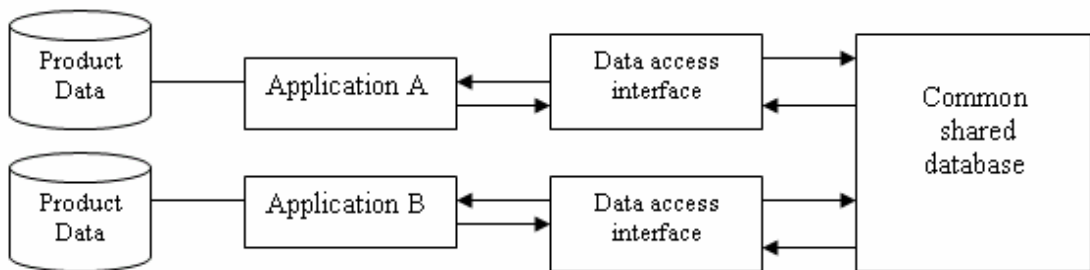 Product
Data
Application A
Data access
interface
Common
shared
database
Product
Data
Application B
Data access
interface